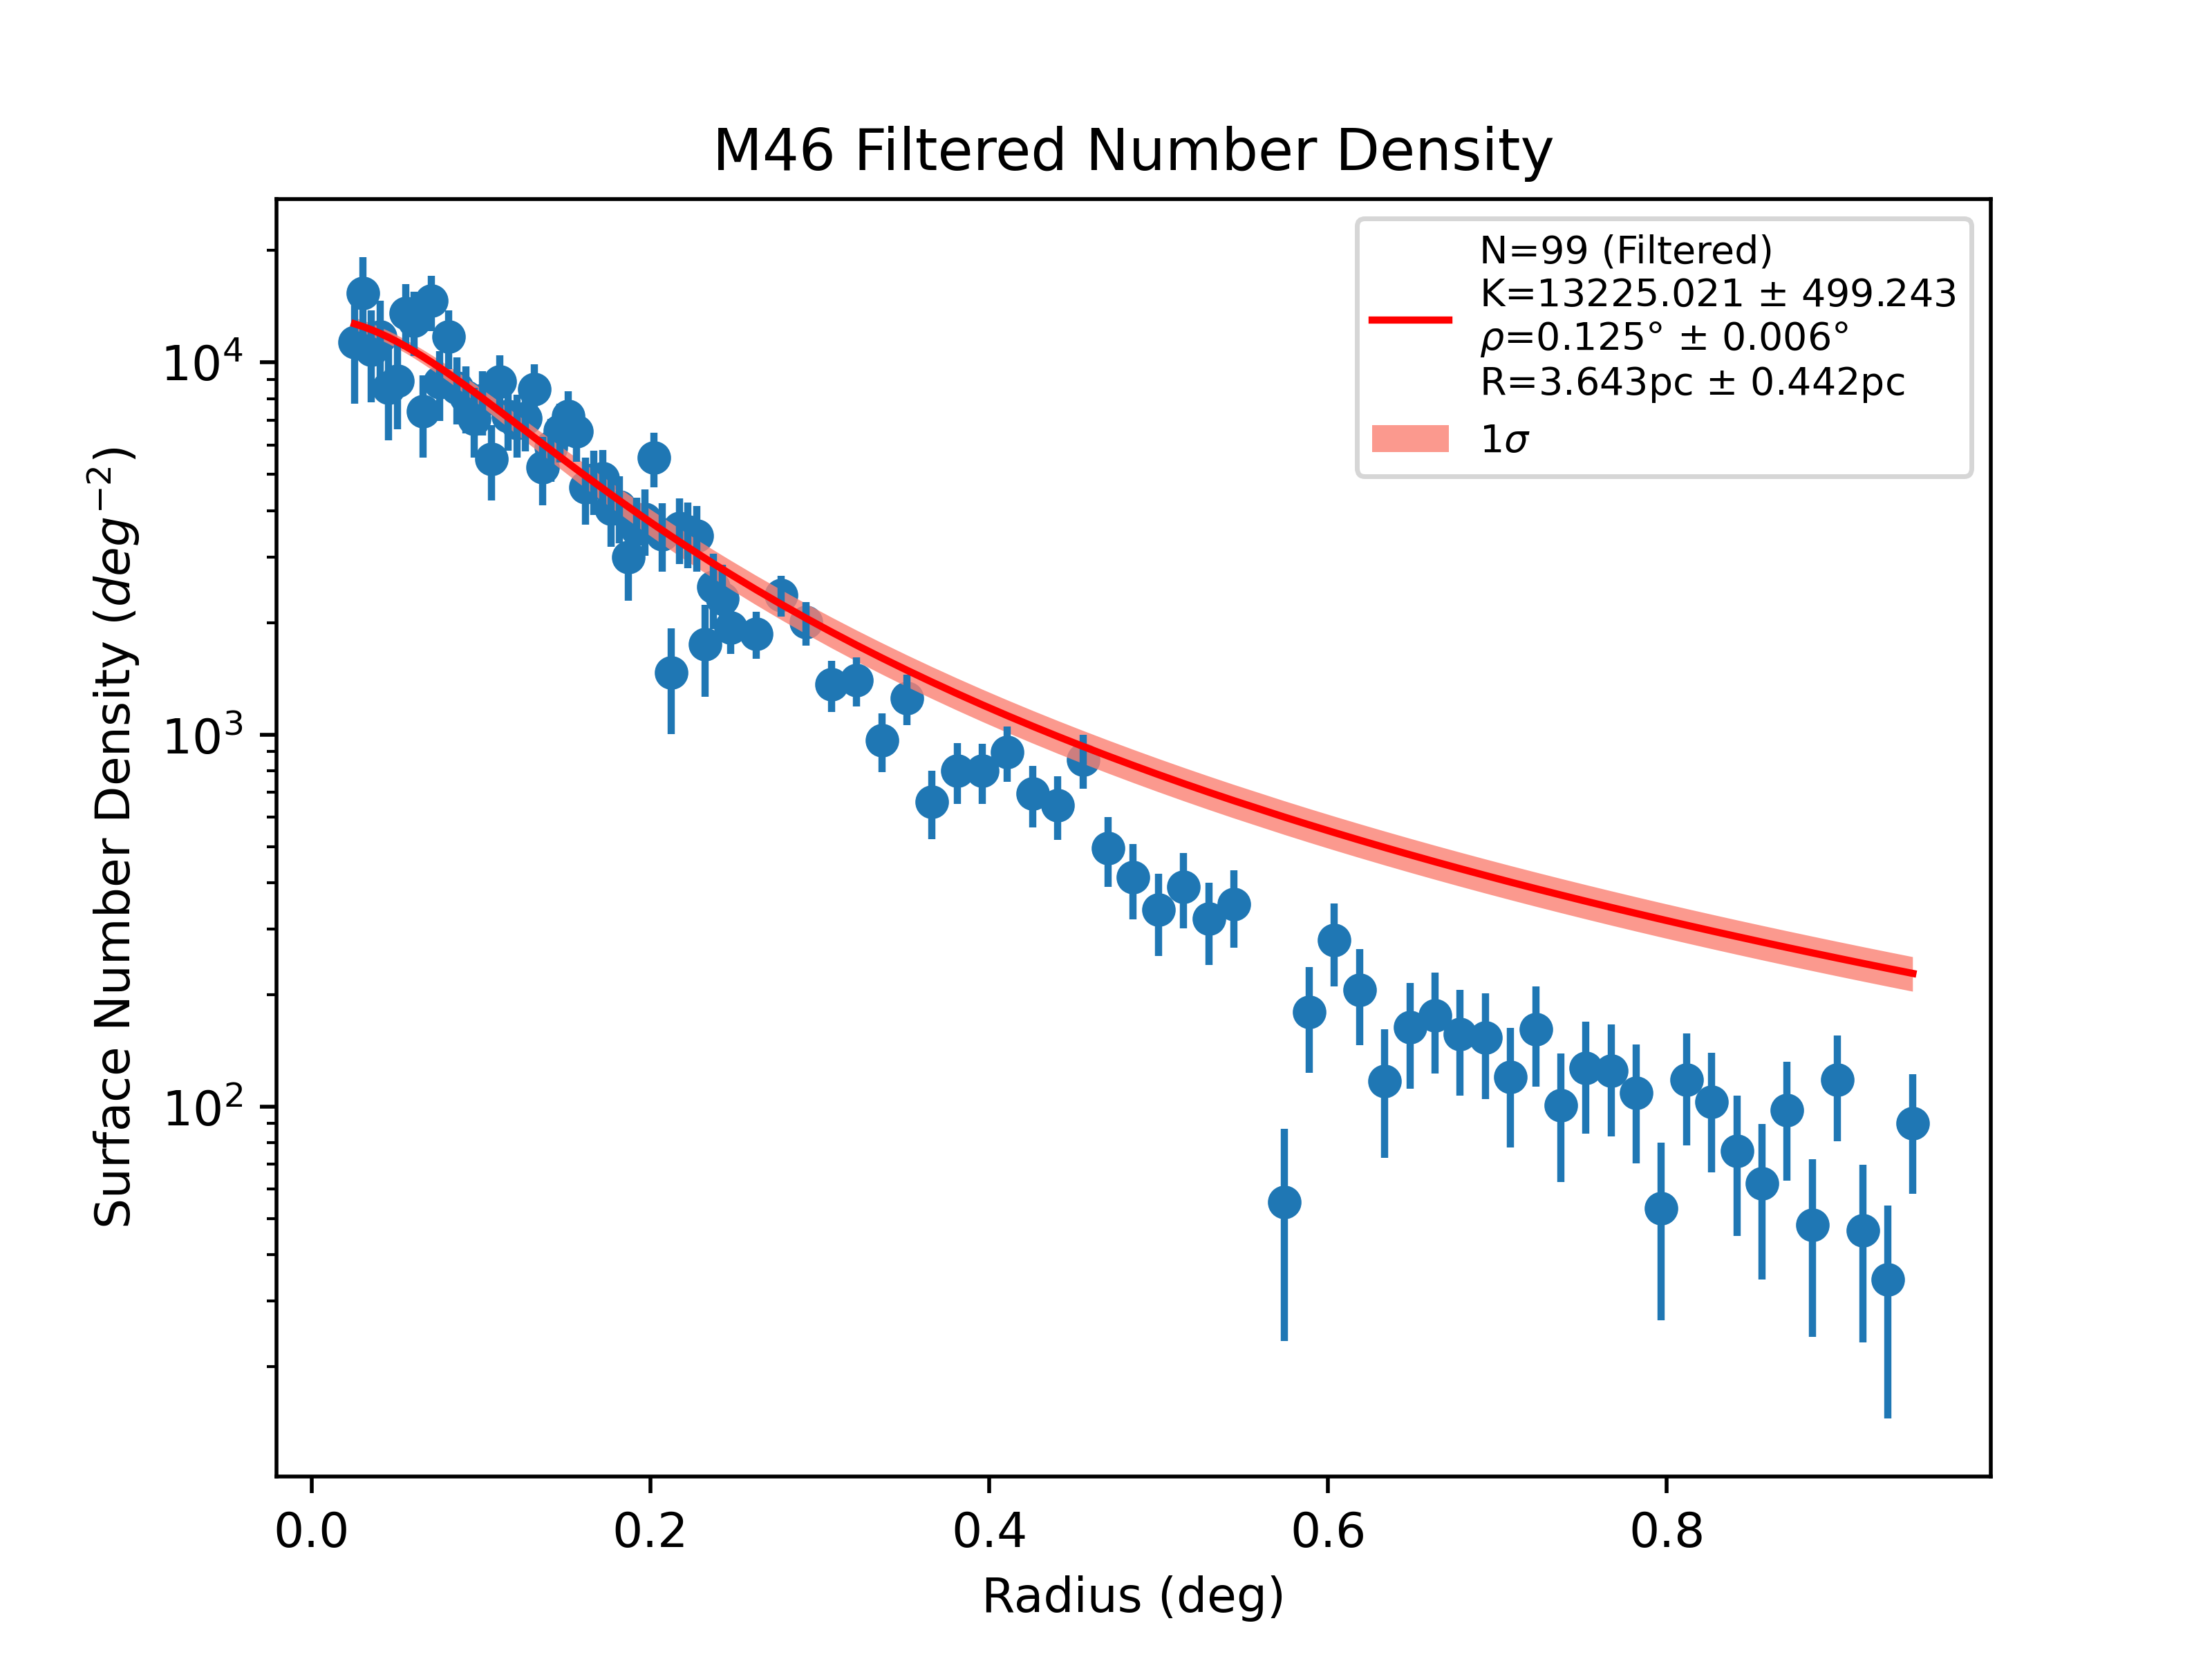 M46 Filtered Number Density
N=99 (Filtered)
K=13225.021 ± 499.243
ρ=0.125° ± 0.006°
R=3.643pc ± 0.442pc
1σ
Surface Number Density (deg⁻²)
10⁴
10³
10²
0.0 0.2 0.4 0.6 0.8
Radius (deg)